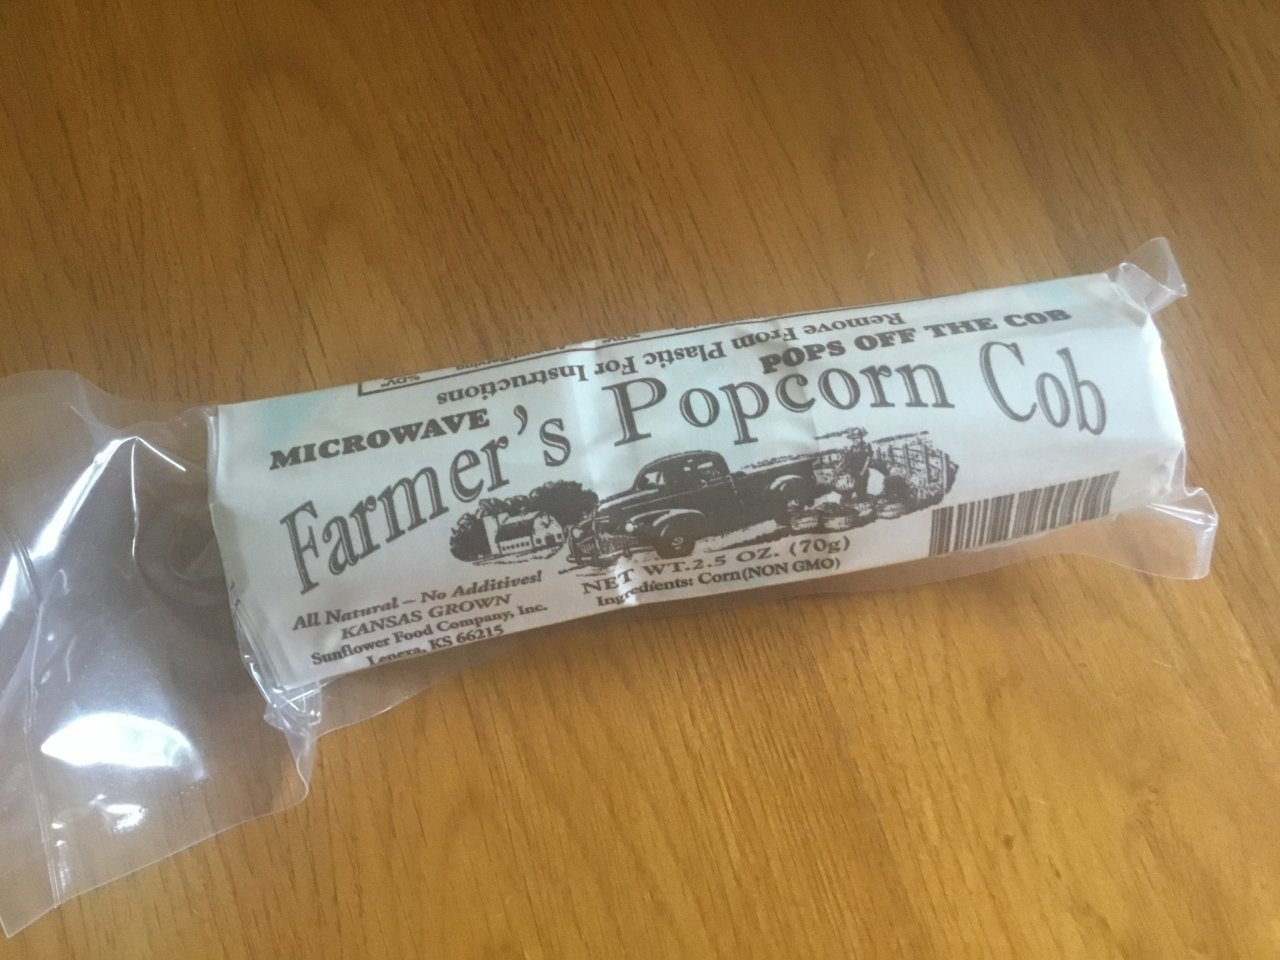 Remove From Plastic For Instructions
%DV*
MICROWAVE
POPS OFF THE COB
Farmer's Popcorn Cob
All Natural – No Additives!
KANSAS GROWN
Sunflower Food Company, Inc.
Lenexa, KS 66215
NET WT. 2.5 OZ. (70g)
Ingredients: Corn(NON GMO)